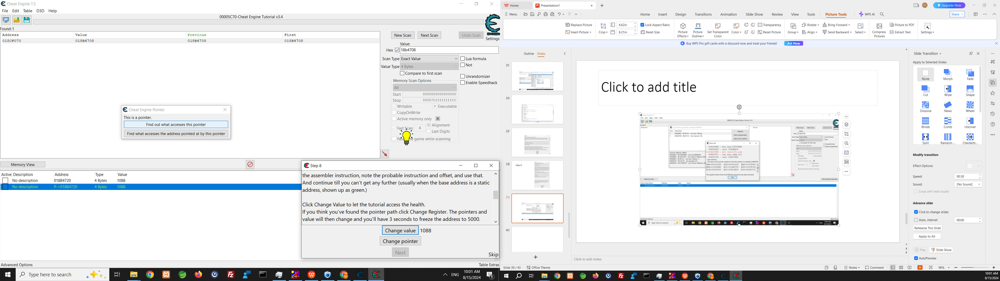 Cheat Engine 7.5
File Edit Table D3D Help
00005C70-Cheat Engine Tutorial v3.4
Found:1
Address Value Previous First
018CF070 018B4708 018B4708 018B4708
New Scan Next Scan Undo Scan
Settings
Value:
Hex 18b4708
Scan Type Exact Value Lua formula
Not
Value Type 4 Bytes
Compare to first scan
Unrandomizer
Enable Speedhack
Memory Scan Options
All
Start 0000000000000000
Stop 00007fffffffffff
Writable Executable
CopyOnWrite
Active memory only
Fast Scan 4 Alignment
Last Digits
Pause the game while scanning
Cheat Engine Pointer
This is a pointer.
Find out what accesses this pointer
Find what accesses the address pointed at by this pointer
Memory View
Active Description Address Type Value
No description 018B4720 4 Bytes 1088
No description P->018B4720 4 Bytes 1088
Step 8
the assembler instruction, note the probable instruction and offset, and use that.
And continue till you can't get any further (usually when the base address is a static
address, shown up as green.)
Click Change Value to let the tutorial access the health.
If you think you've found the pointer path click Change Register. The pointers and
value will then change and you'll have 3 seconds to freeze the address to 5000.
Change value 1088
Change pointer
Next
Skip
Advanced Options
Table Extras
Type here to search
ENG
10:01 AM
8/15/2024
1
Home Presentation1
Upgrade Now
Menu
Home Insert Design Transitions Animation Slide Show Review View Tools Picture Tools WPS AI
Share
Replace Picture
Insert Picture
Crop
4.62in
8.21in
Lock Aspect Ratio
Reset Size
Picture Effects
Picture Outline
Set Transparent Color
Color
Transparency
Reset Picture
Group
Rotate
Align
Bring Forward
Send Backward
Select
Compress Pictures
Picture to PDF
Extract Text
Settings
Buy WPS Pro gift cards with a discount now and treat your friends! Act Now
Outline Slides
35
36
37
38
Step 8
39
40
Click to add title
Click to add notes
Slide Transition
Apply to Selected Slides
None Morph Fade
Cut Wipe Shape
Dissolve News Wheel
Blinds Comb Uncover
Split Random ... Checkerb...
Modify transition
Effect Options:
Speed: 00.50
Sound: [No Sound]
Loop until next sound
Advance slide
Click to change slides
Auto, interval: 00:00
Rehearse This Slide
Apply to All
Play Slide Show
AutoPreview
Slide 39 / 43 Office Theme
Notes Comment 96%
10:01 AM
8/15/2024